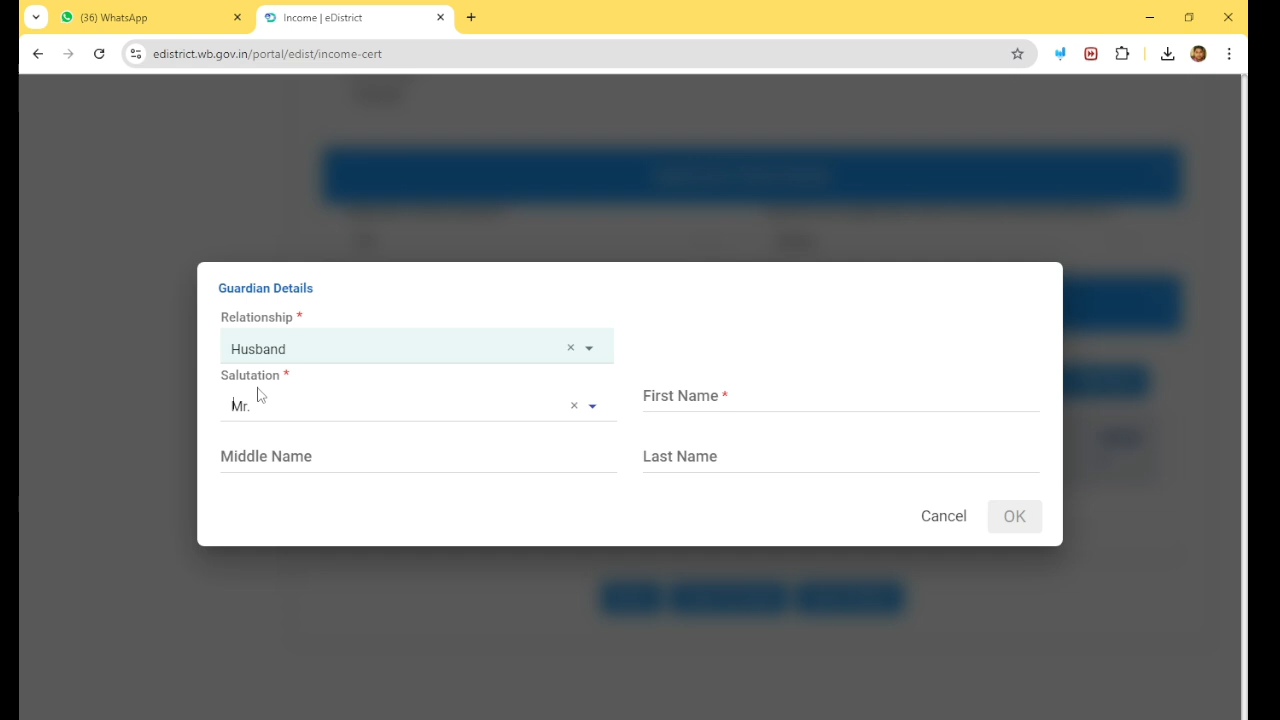 (36) WhatsApp
Income | eDistrict
edistrict.wb.gov.in/portal/edist/income-cert
Guardian Details
Relationship *
Husband
Salutation *
Mr.
First Name *
Middle Name
Last Name
Cancel
OK